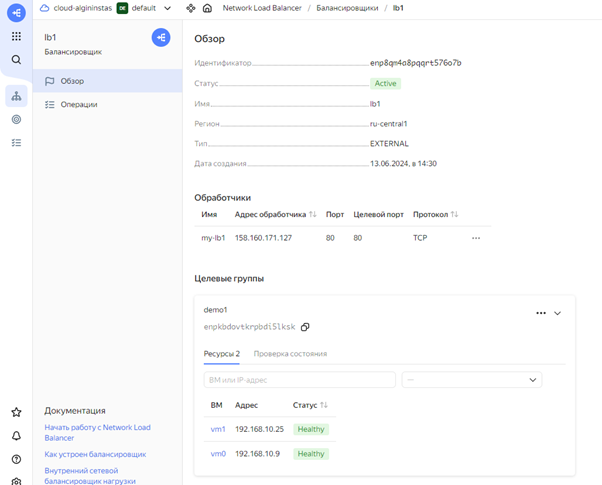 cloud-algininstas DE default Network Load Balancer / Балансировщики / lb1
lb1
Балансировщик
Обзор
Операции
Документация
Начать работу с Network Load
Balancer
Как устроен балансировщик
Внутренний сетевой
балансировщик нагрузки
Обзор
Идентификатор enp8qm4o8pqqrt576o7b
Статус Active
Имя lb1
Регион ru-central1
Тип EXTERNAL
Дата создания 13.06.2024, в 14:30
Обработчики
Имя Адрес обработчика Порт Целевой порт Протокол
my-lb1 158.160.171.127 80 80 TCP
Целевые группы
demo1
enpkbdovtkrpbdi5lksk
Ресурсы 2 Проверка состояния
ВМ или IP-адрес —
ВМ Адрес Статус
vm1 192.168.10.25 Healthy
vm0 192.168.10.9 Healthy